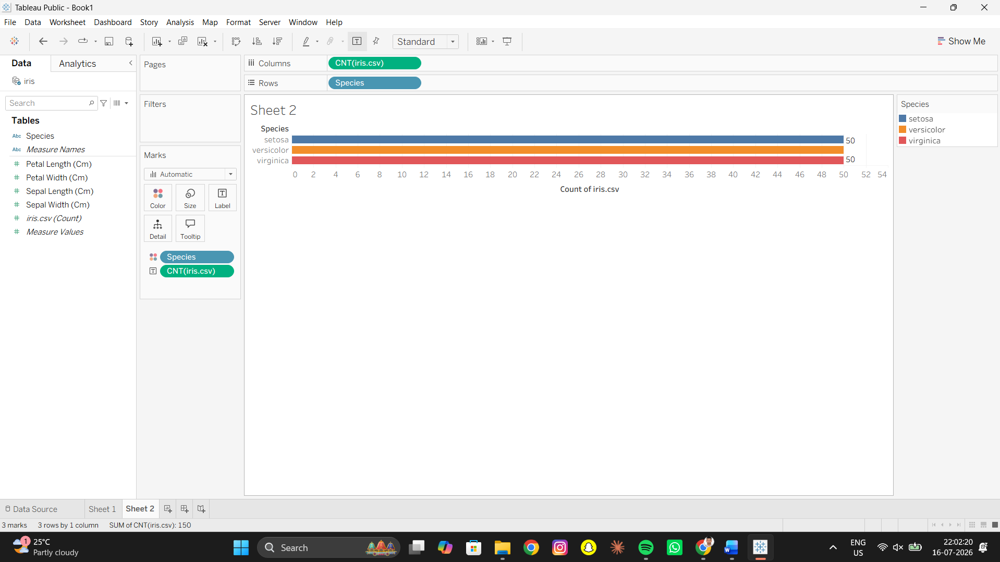 Tableau Public - Book1
File Data Worksheet Dashboard Story Analysis Map Format Server Window Help
Standard
Show Me
Data Analytics
iris
Search
Tables
Abc Species
Abc Measure Names
# Petal Length (Cm)
# Petal Width (Cm)
# Sepal Length (Cm)
# Sepal Width (Cm)
# iris.csv (Count)
# Measure Values
Pages
Filters
Marks
Automatic
Color Size T Label
Detail Tooltip
Species
T CNT(iris.csv)
Columns CNT(iris.csv)
Rows Species
Sheet 2
Species
setosa 50
versicolor
virginica 50
0 2 4 6 8 10 12 14 16 18 20 22 24 26 28 30 32 34 36 38 40 42 44 46 48 50 52 54
Count of iris.csv
Species
setosa
versicolor
virginica
Data Source Sheet 1 Sheet 2
3 marks 3 rows by 1 column SUM of CNT(iris.csv): 150
1
25°C
Partly cloudy
Search
W
ENG
US
22:02:20
16-07-2026